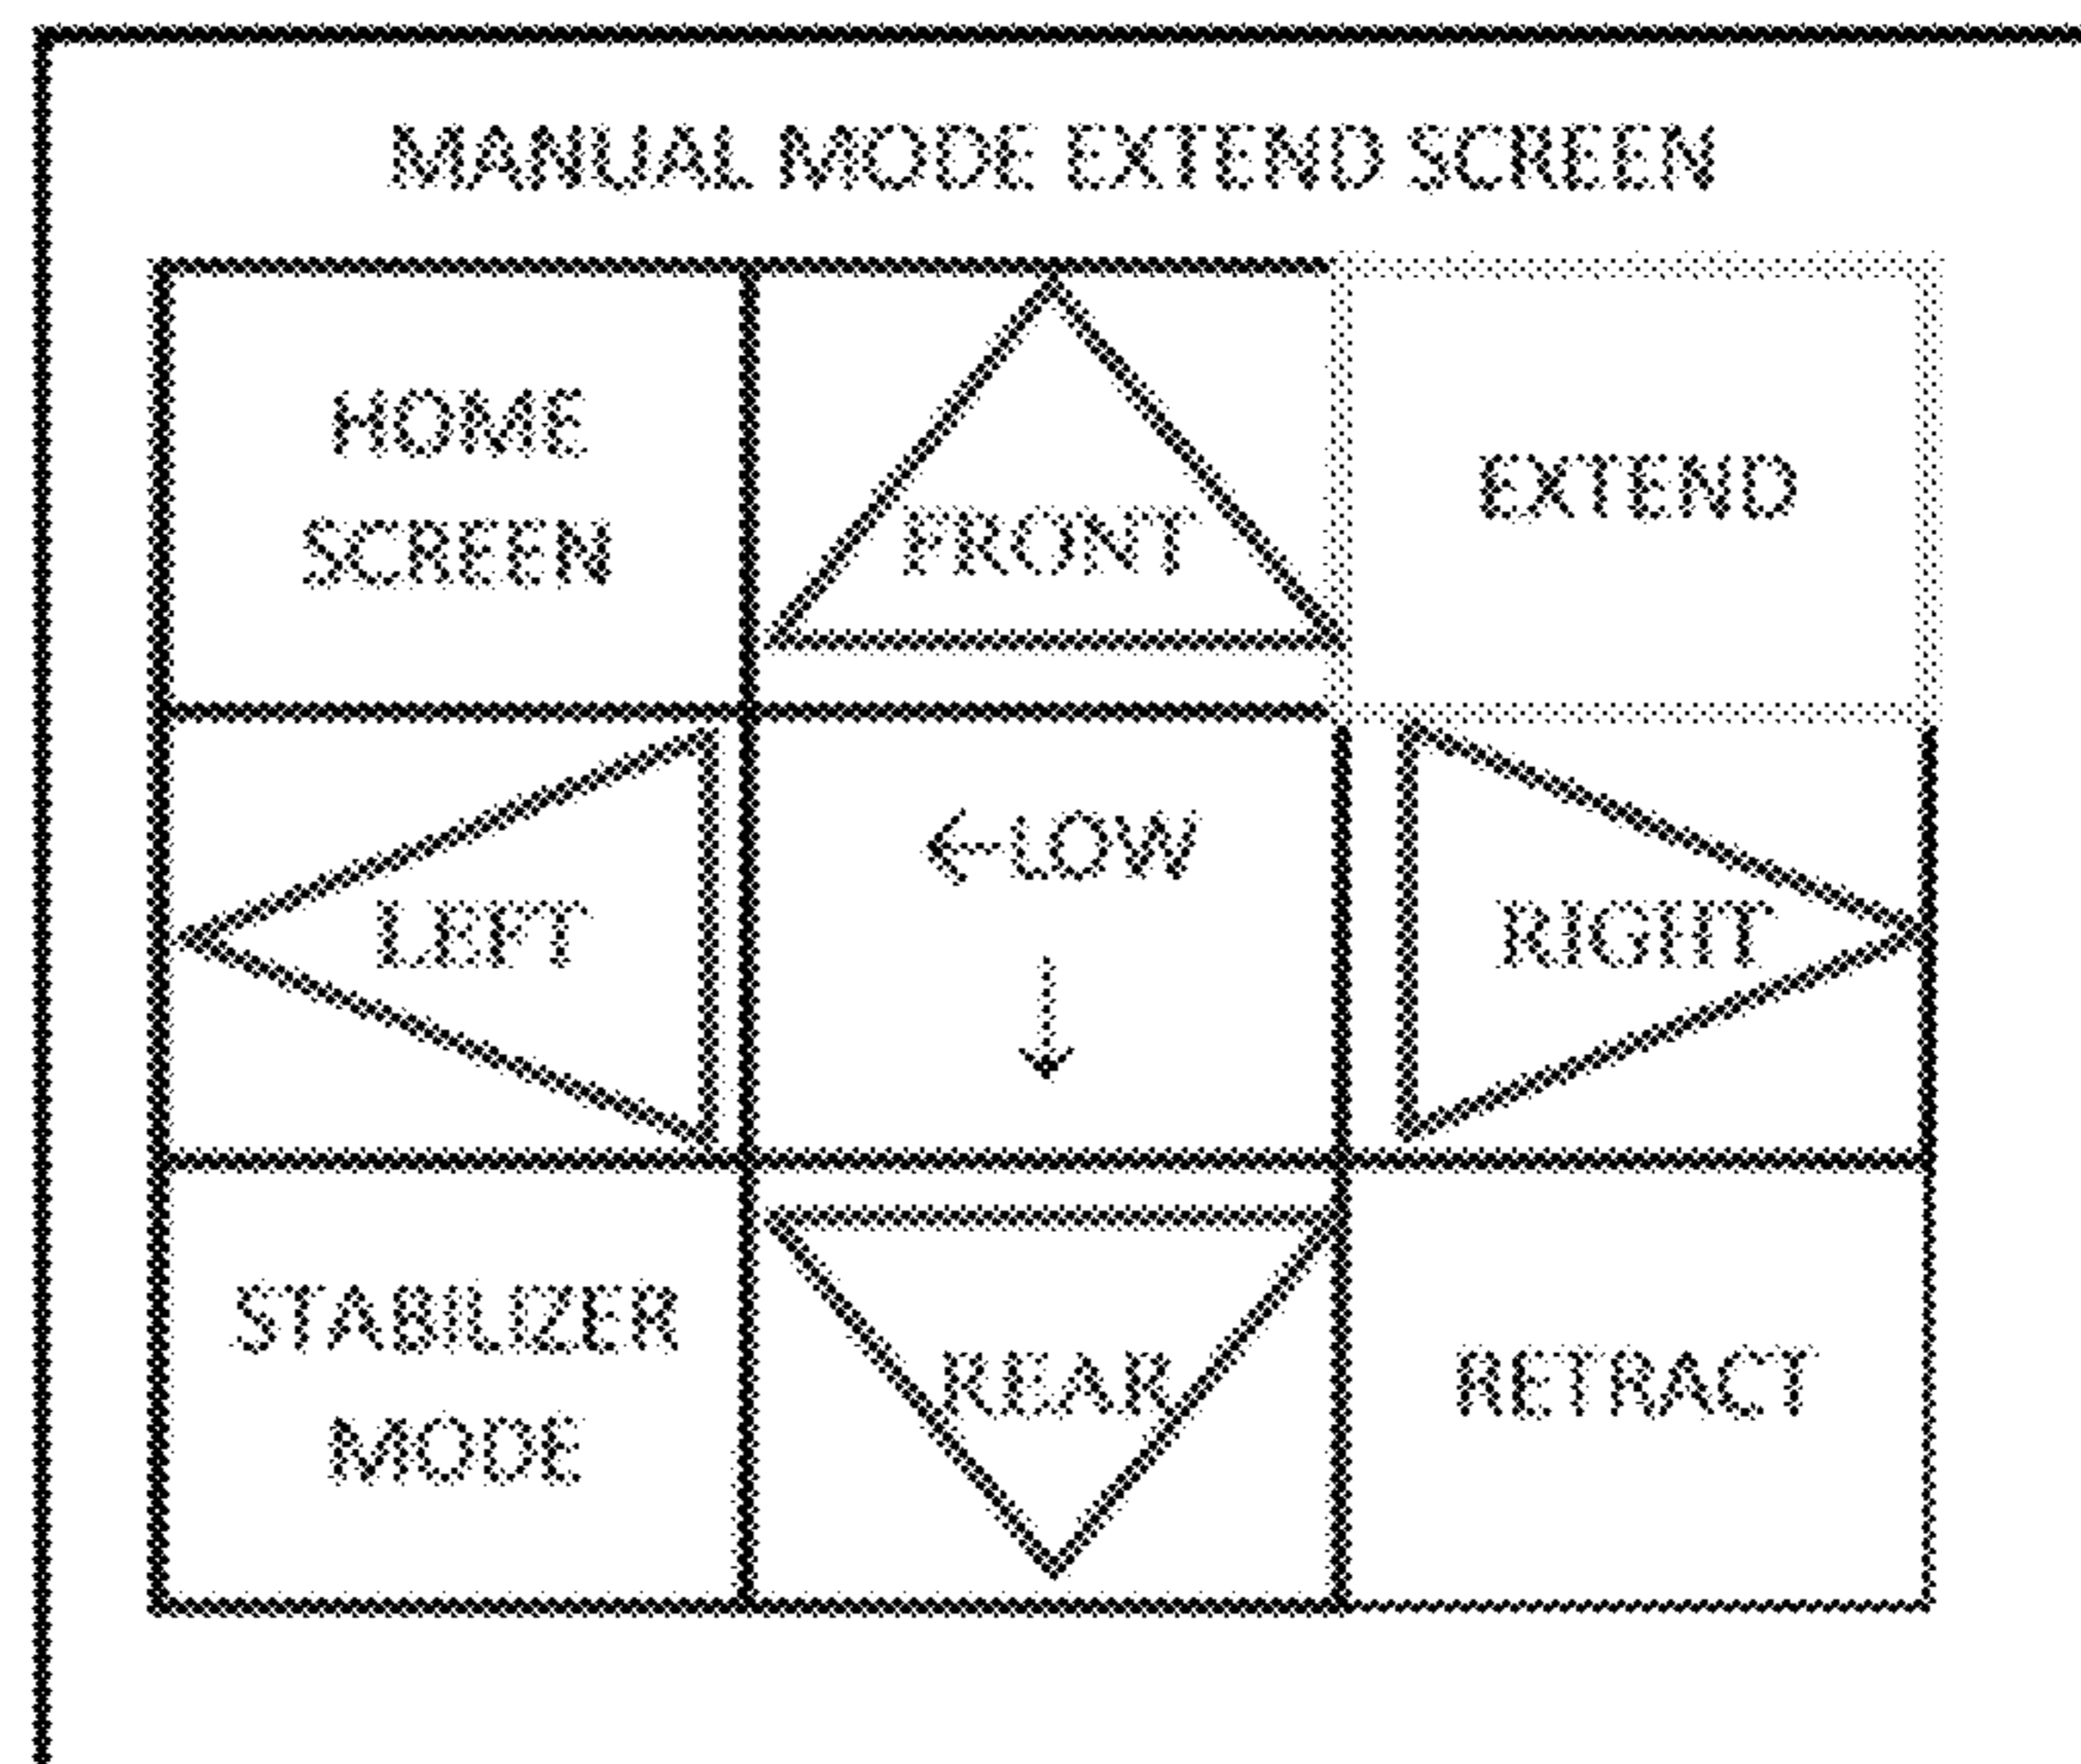 MANUAL MODE EXTEND SCREEN
HOME
SCREEN
FRONT
EXTEND
LEFT
←LOW
↓
RIGHT
STABILIZER
MODE
REAR
RETRACT